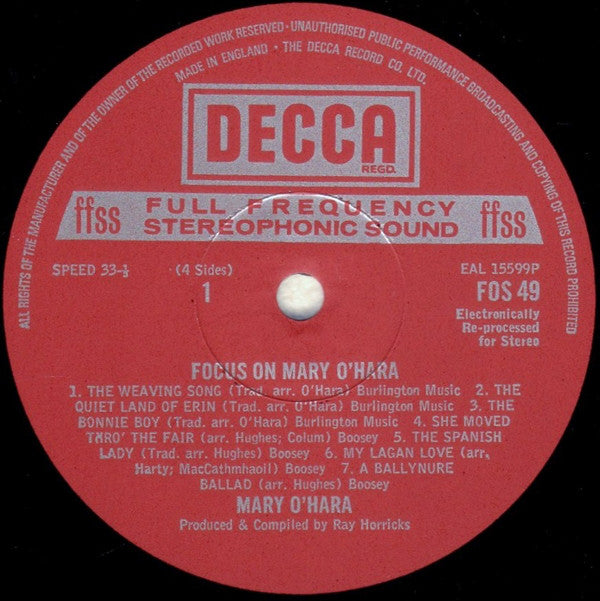 ALL RIGHTS OF THE MANUFACTURER AND OF THE OWNER OF THE RECORDED WORK RESERVED · UNAUTHORISED PUBLIC PERFORMANCE BROADCASTING AND COPYING OF THIS RECORD PROHIBITED
MADE IN ENGLAND · THE DECCA RECORD CO. LTD.
DECCA
REGD.
ffss FULL FREQUENCY ffss
STEREOPHONIC SOUND
SPEED 33-⅓ (4 Sides) EAL 15599P
1 FOS 49
Electronically
Re-processed
for Stereo
FOCUS ON MARY O'HARA
1. THE WEAVING SONG (Trad. arr. O'Hara) Burlington Music 2. THE
QUIET LAND OF ERIN (Trad. arr. O'Hara) Burlington Music 3. THE
BONNIE BOY (Trad. arr. O'Hara) Burlington Music 4. SHE MOVED
THRO' THE FAIR (arr. Hughes; Colum) Boosey 5. THE SPANISH
LADY (Trad. arr Hughes) Boosey 6. MY LAGAN LOVE (arr.
Harty; MacCathmhaoil) Boosey 7. A BALLYNURE
BALLAD (arr. Hughes) Boosey
MARY O'HARA
Produced & Compiled by Ray Horricks